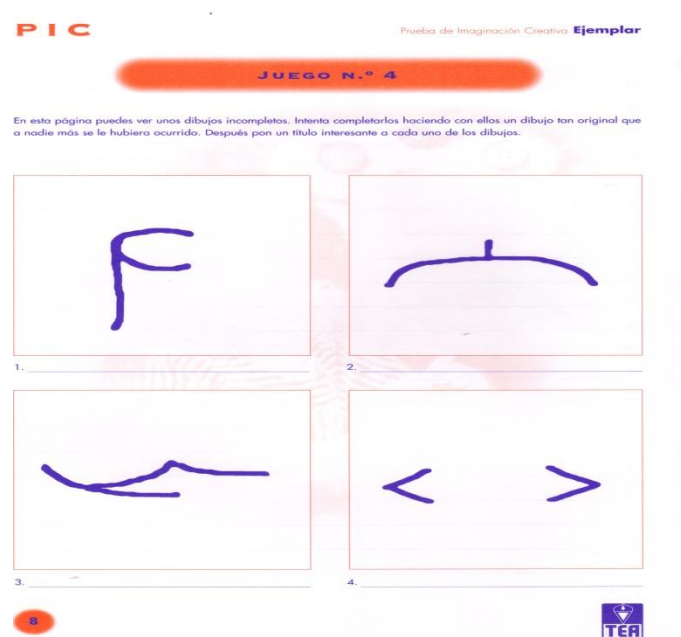 PIC
Prueba de Imaginación Creativa Ejemplar
JUEGO N.º 4
En esta página puedes ver unos dibujos incompletos. Intenta completarlos haciendo con ellos un dibujo tan original que
a nadie más se le hubiera ocurrido. Después pon un título interesante a cada uno de los dibujos.
1.
2.
3.
4.
8
TEA